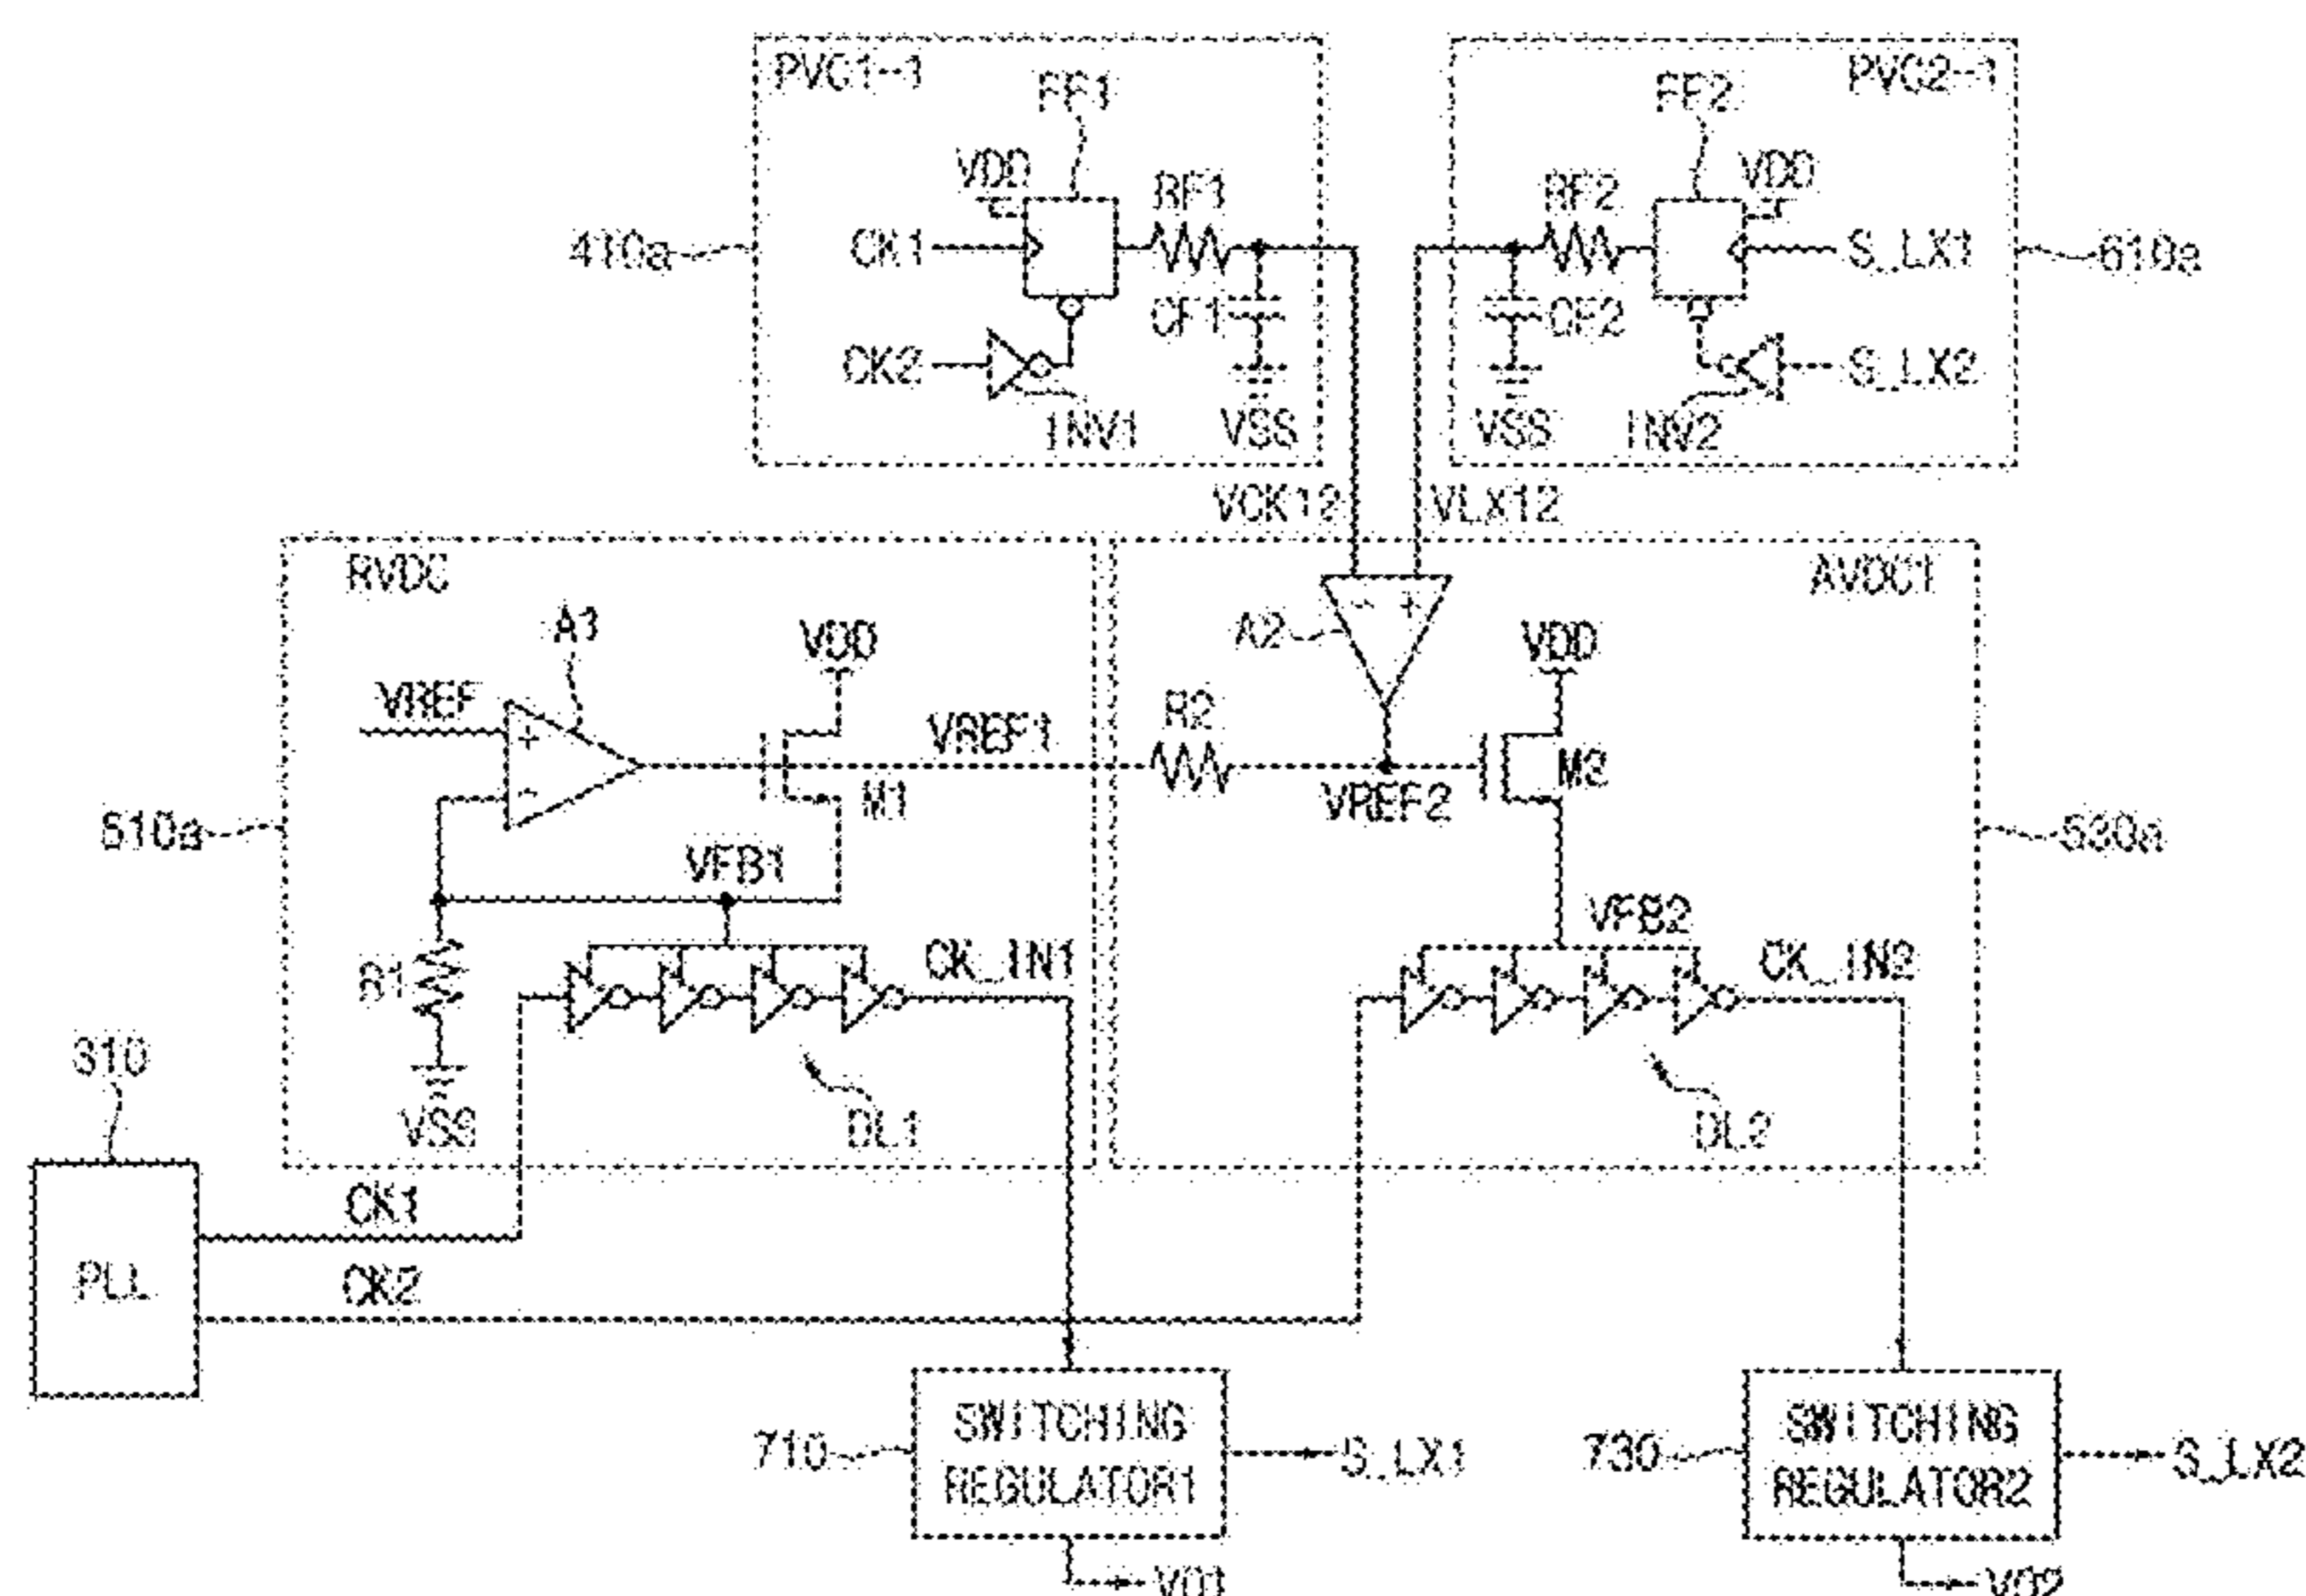 PVC1-1
FF1
VDD
RF1
410a
CK1
CF1
CK2
INV1
VSS
PVC2-1
FF2
VDD
RF2
S_LX1
610a
CF2
S_LX2
VSS
INV2
VCK12
VLX12
RVDC
A1
VDD
VREF
VREF1
M1
510a
VFB1
R1
CK_IN1
VSS
DL1
AVDC1
A2
VDD
R2
M2
VREF2
530a
VFB2
CK_IN2
DL2
310
PLL
CK1
CK2
710
SWITCHING
REGULATOR1
S_LX1
VO1
730
SWITCHING
REGULATOR2
S_LX2
VO2